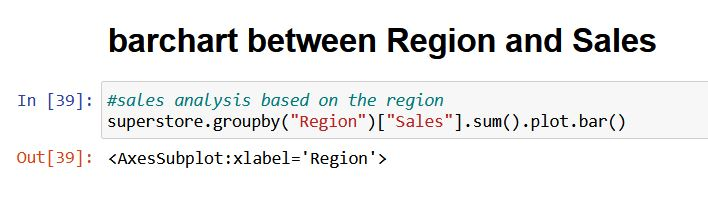 barchart between Region and Sales
In [39]: #sales analysis based on the region
superstore.groupby("Region")["Sales"].sum().plot.bar()
Out[39]: <AxesSubplot:xlabel='Region'>